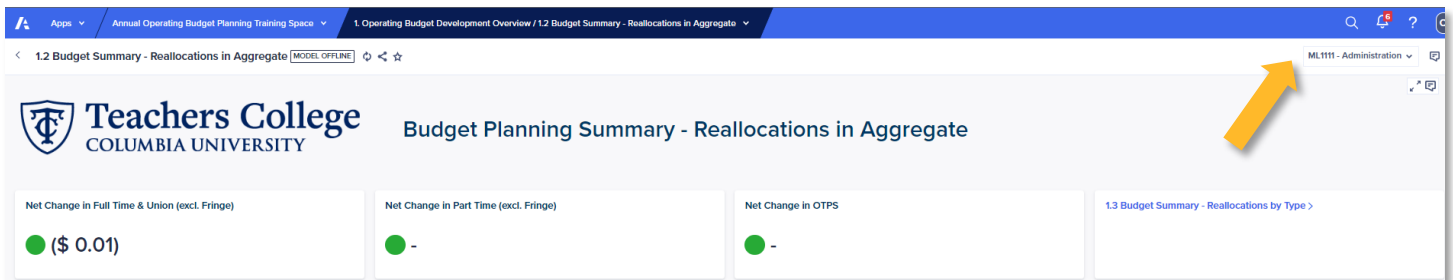 Apps
Annual Operating Budget Planning Training Space
1. Operating Budget Development Overview / 1.2 Budget Summary - Reallocations in Aggregate
6
?
1.2 Budget Summary - Reallocations in Aggregate MODEL OFFLINE
ML1111 - Administration
Teachers College
COLUMBIA UNIVERSITY
Budget Planning Summary - Reallocations in Aggregate
Net Change in Full Time & Union (excl. Fringe)
($ 0.01)
Net Change in Part Time (excl. Fringe)
-
Net Change in OTPS
-
1.3 Budget Summary - Reallocations by Type >